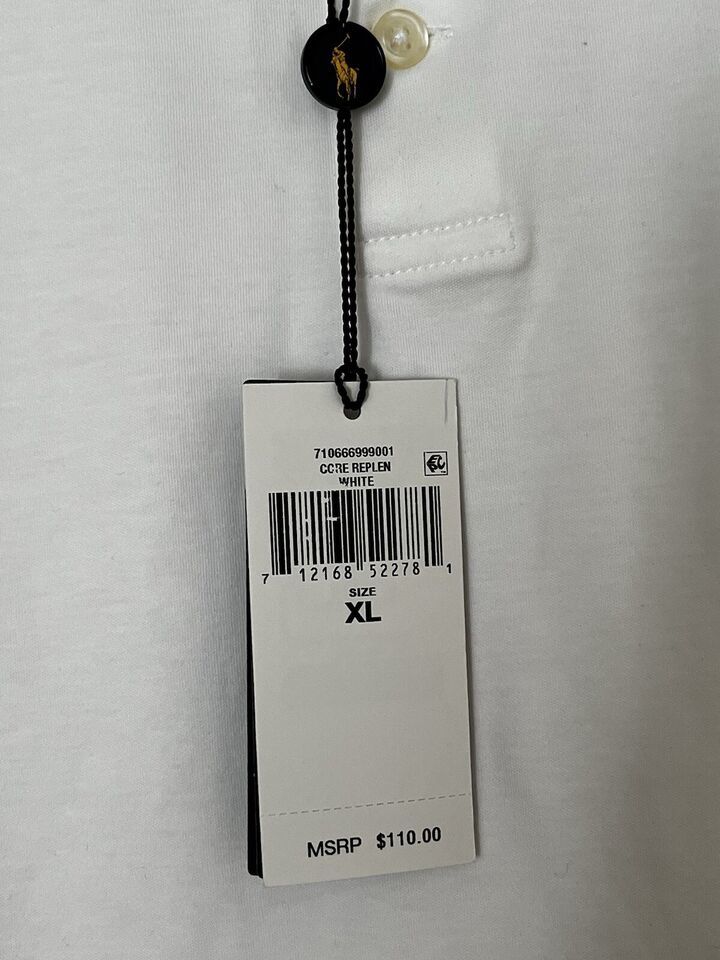 710666999001
CORE REPLEN
WHITE
7 12168 52278 1
SIZE
XL
MSRP $110.00